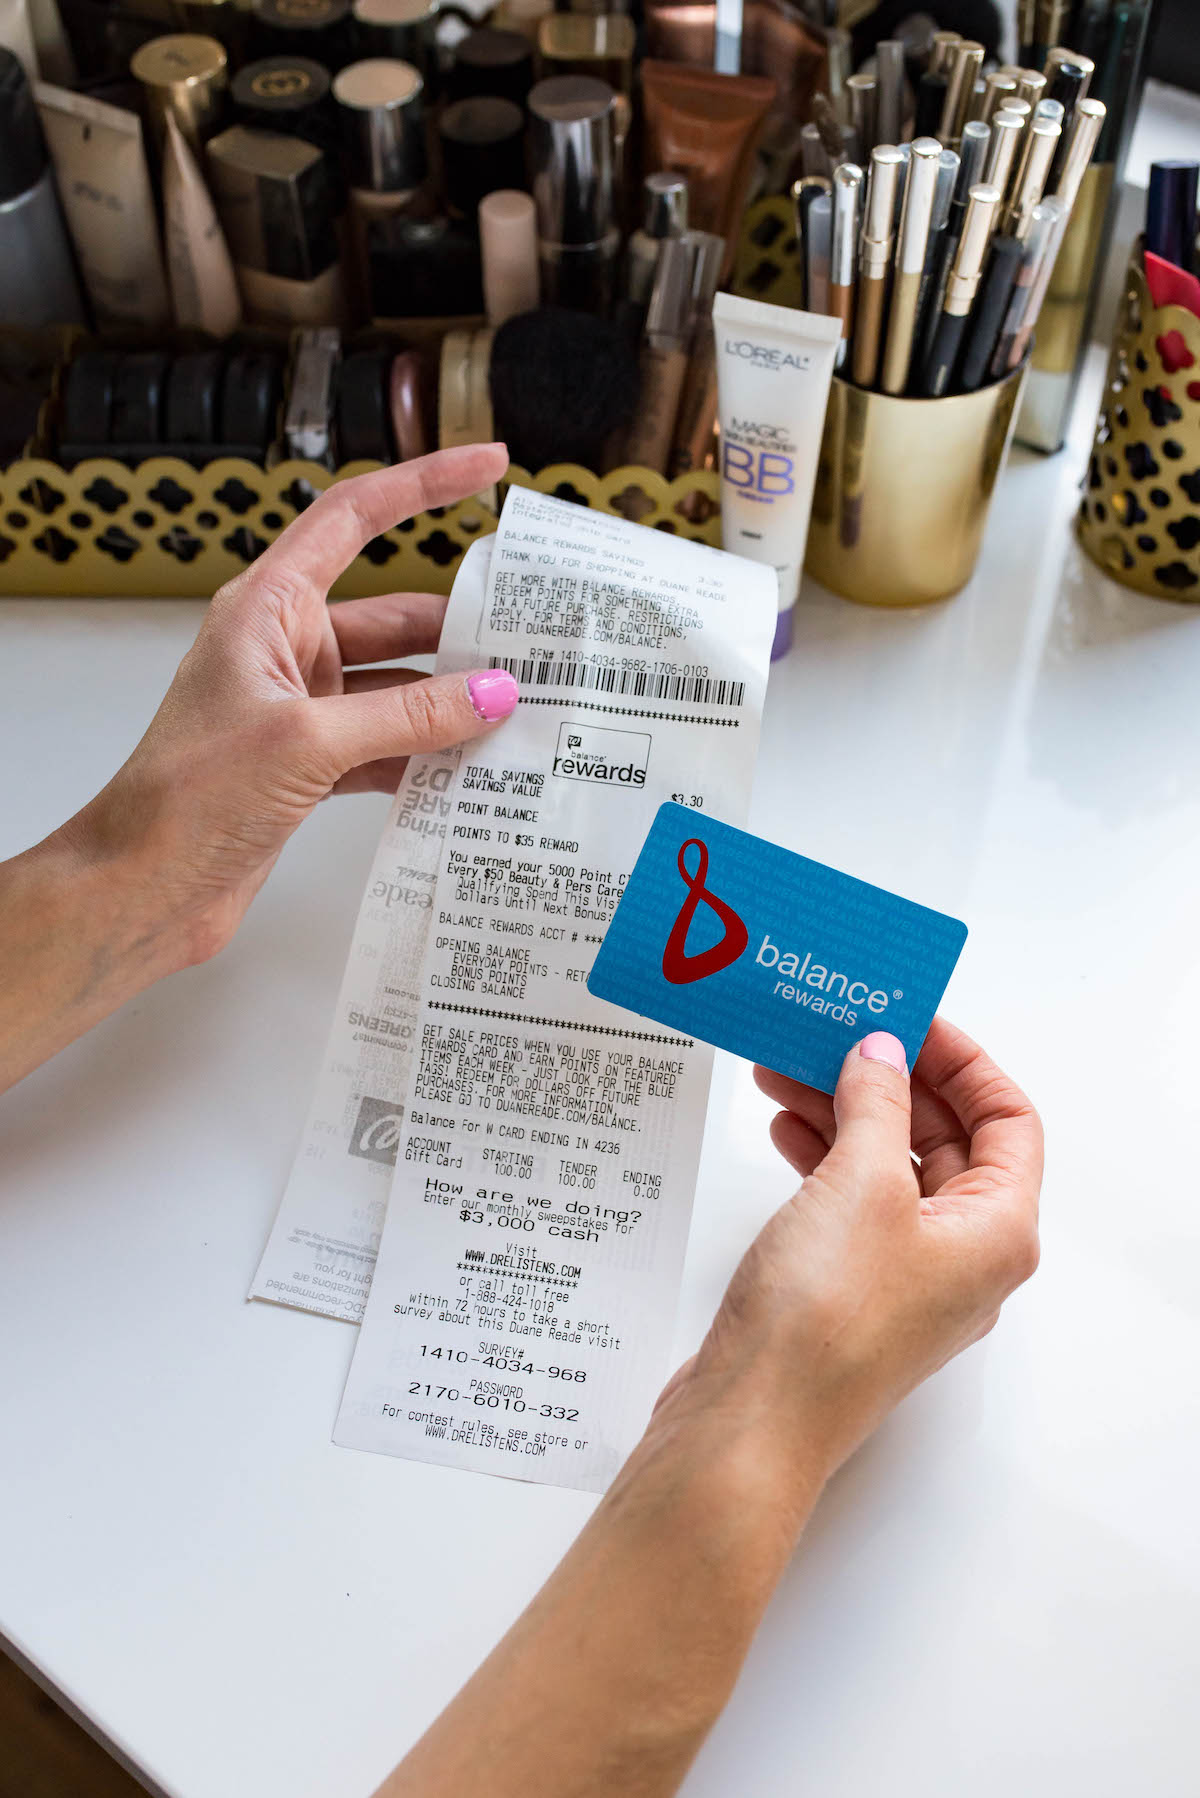 L'ORÉAL
PARIS
MAGIC
SKIN BEAUTIFIER
BB
CREAM
BALANCE REWARDS SAVINGS 3.30
THANK YOU FOR SHOPPING AT DUANE READE
GET MORE WITH BALANCE REWARDS.
REDEEM POINTS FOR SOMETHING EXTRA
IN A FUTURE PURCHASE. RESTRICTIONS
APPLY. FOR TERMS AND CONDITIONS,
VISIT DUANEREADE.COM/BALANCE.
RFN# 1410-4034-9682-1706-0103
****************************************
balance®
rewards
TOTAL SAVINGS $3.30
SAVINGS VALUE
POINT BALANCE
POINTS TO $35 REWARD
You earned your 5000 Point
Every $50 Beauty & Pers Care
Qualifying Spend This
Dollars Until Next Bonus:
BALANCE REWARDS ACCT # ***
OPENING BALANCE
EVERYDAY POINTS -
BONUS POINTS
CLOSING BALANCE
****************************************
GET SALE PRICES WHEN YOU USE YOUR BALANCE
REWARDS CARD AND EARN POINTS ON FEATURED
ITEMS EACH WEEK - JUST LOOK FOR THE BLUE
TAGS! REDEEM FOR DOLLARS OFF FUTURE
PURCHASES. FOR MORE INFORMATION,
PLEASE GO TO DUANEREADE.COM/BALANCE.
Balance For W CARD ENDING IN 4236
ACCOUNT STARTING TENDER ENDING
Gift Card 100.00 100.00 0.00
How are we doing?
Enter our monthly sweepstakes for
$3,000 cash
Visit
WWW.DRELISTENS.COM
*******************
or call toll free
1-888-424-1018
within 72 hours to take a short
survey about this Duane Reade visit
SURVEY#
1410-4034-968
PASSWORD
2170-6010-332
For contest rules, see store or
WWW.DRELISTENS.COM
balance®
rewards